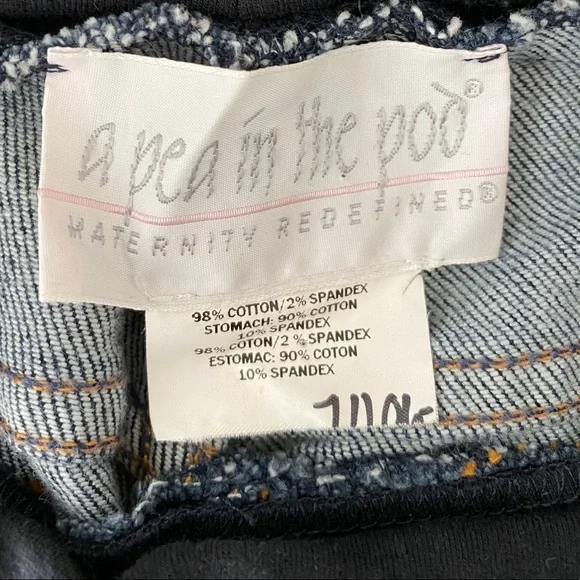 a pea in the pod®
MATERNITY REDEFINED®
98% COTTON/2% SPANDEX
STOMACH: 90% COTTON
10% SPANDEX
98% COTON/2% SPANDEX
ESTOMAC: 90% COTON
10% SPANDEX